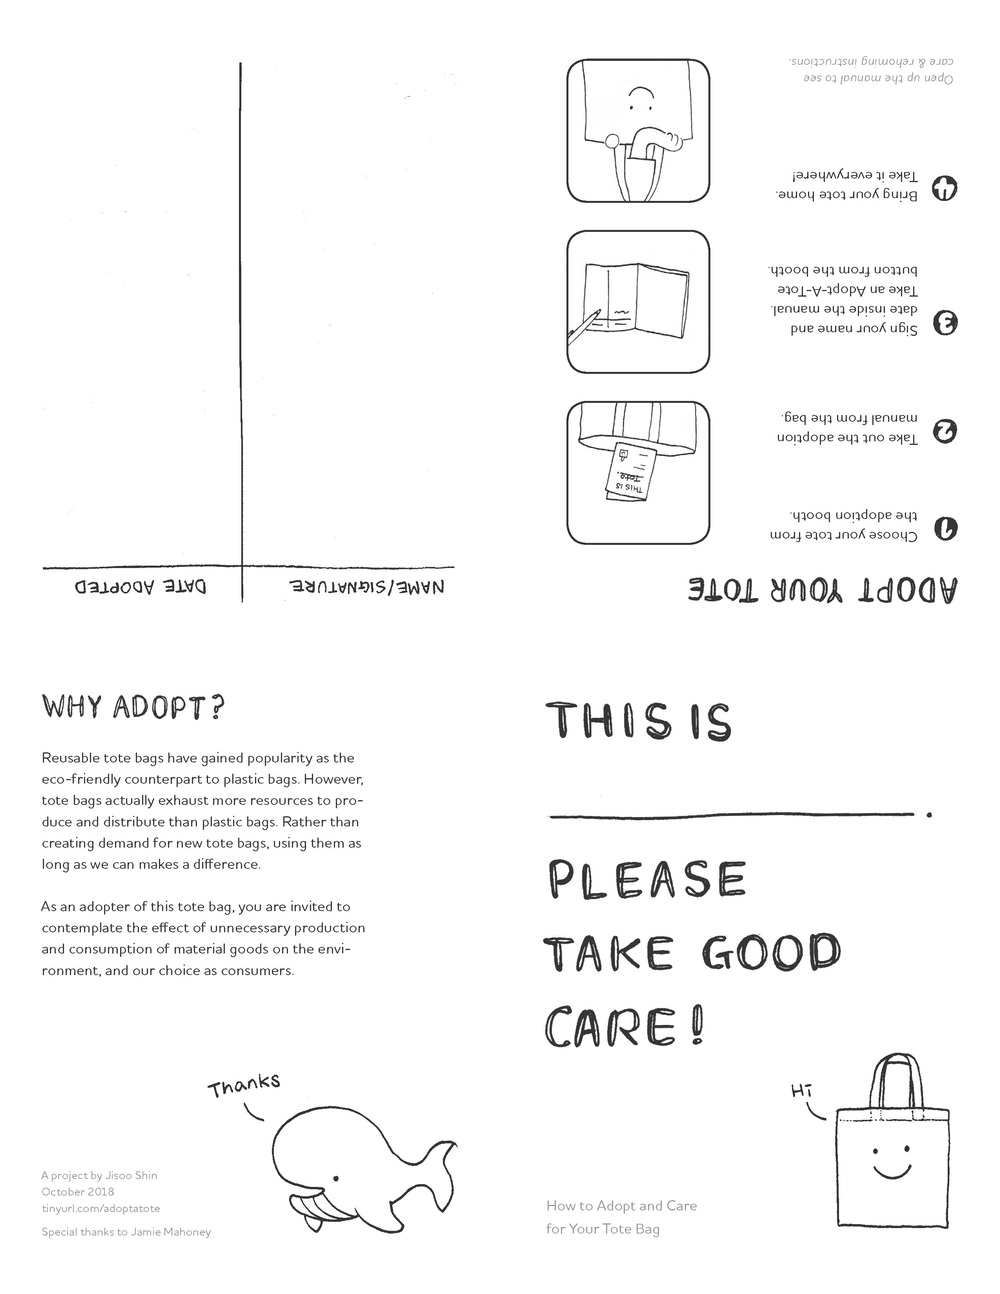 THIS IS
.
PLEASE
TAKE GOOD
CARE!
Hi
How to Adopt and Care
for Your Tote Bag
WHY ADOPT?
Reusable tote bags have gained popularity as the
eco-friendly counterpart to plastic bags. However,
tote bags actually exhaust more resources to pro-
duce and distribute than plastic bags. Rather than
creating demand for new tote bags, using them as
long as we can makes a difference.
As an adopter of this tote bag, you are invited to
contemplate the effect of unnecessary production
and consumption of material goods on the envi-
ronment, and our choice as consumers.
Thanks
A project by Jisoo Shin
October 2018
tinyurl.com/adoptatote
Special thanks to Jamie Mahoney
ADOPT YOUR TOTE
1
Choose your tote from
the adoption booth.
2
Take out the adoption
manual from the bag.
THIS IS
Tote.
3
Sign your name and
date inside the manual.
Take an Adopt-A-Tote
button from the booth.
4
Bring your tote home.
Take it everywhere!
Open up the manual to see
care & rehoming instructions.
NAME/SIGNATURE
DATE ADOPTED